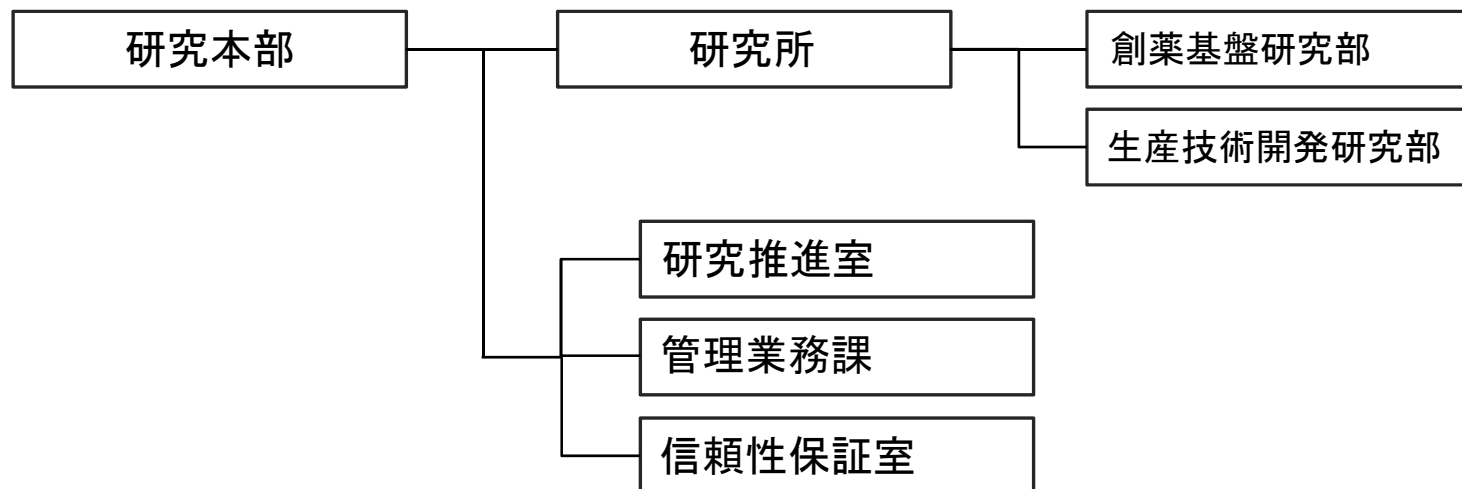 研究本部
研究所
創薬基盤研究部
生産技術開発研究部
研究推進室
管理業務課
信頼性保証室